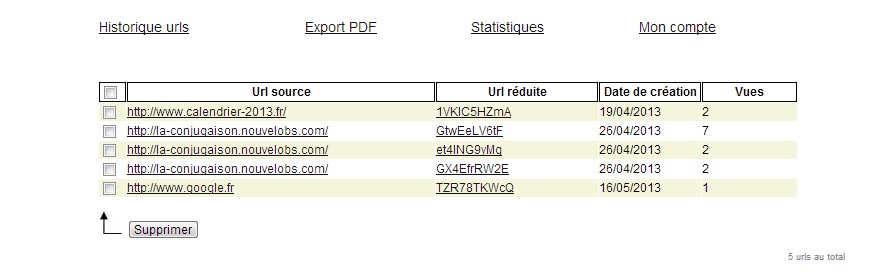 Historique urls Export PDF Statistiques Mon compte
Url source Url réduite Date de création Vues
http://www.calendrier-2013.fr/ 1VKIC5HZmA 19/04/2013 2
http://la-conjugaison.nouvelobs.com/ GtwEeLV6tF 26/04/2013 7
http://la-conjugaison.nouvelobs.com/ et4ING9yMq 26/04/2013 2
http://la-conjugaison.nouvelobs.com/ GX4EfrRW2E 26/04/2013 2
http://www.google.fr TZR78TKWcQ 16/05/2013 1
Supprimer
5 urls au total